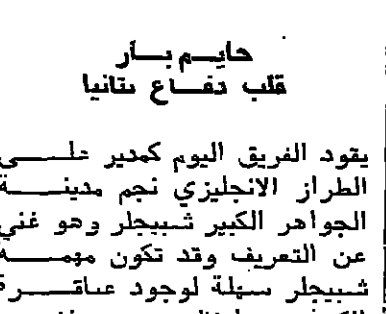 حايم بار
قلب دفاع نتانيا
يقود الفريق اليوم كمدير على
الطراز الانجليزي نجم مدينة
الجواهر الكبير شبيجلر وهو غني
عن التعريف وقد تكون مهمه
شبيجلر سهلة لوجود عباقرة